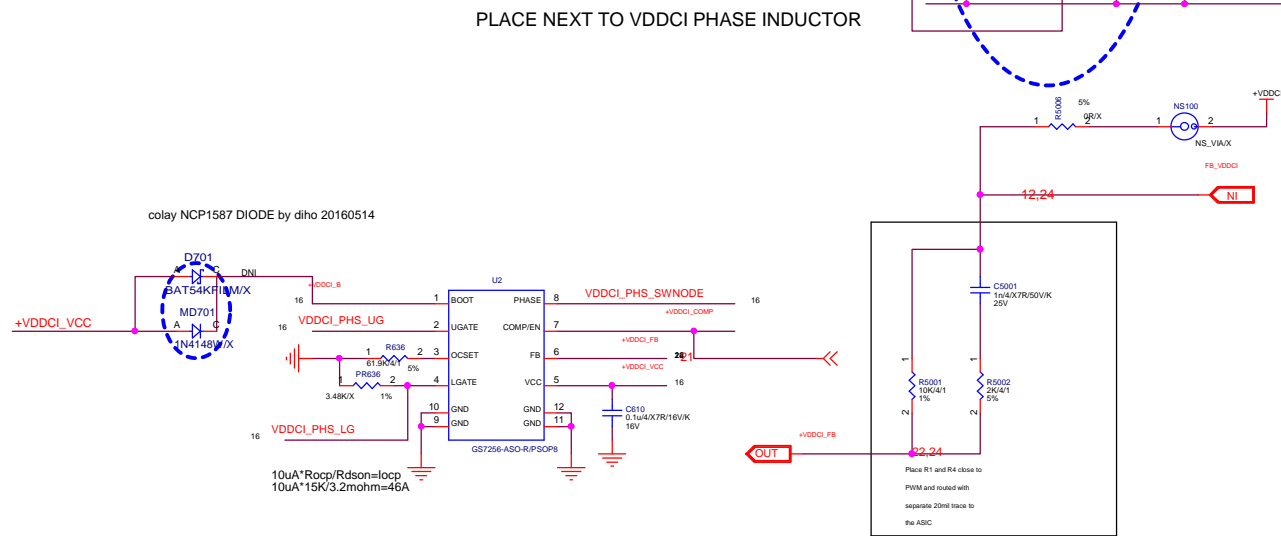 PLACE NEXT TO VDDCI PHASE INDUCTOR
R5006
5%
0R/X
1
2
NS100
1
2
NS_VIA/X
+VDDCI
FB_VDDCI
12,24
NI
colay NCP1587 DIODE by diho 20160514
D701
A
C
DNI
BAT54KFILM/X
MD701
A
C
1N4148W/X
+VDDCI_VCC
+VDDCI_B
16
VDDCI_PHS_UG
16
R636
1
2
61.9K/4/1
5%
PR636
1
2
3.48K/X
1%
VDDCI_PHS_LG
16
U2
1
BOOT
2
UGATE
3
OCSET
4
LGATE
10
GND
9
GND
PHASE
8
COMP/EN
7
FB
6
VCC
5
GND
12
GND
11
GS7256-ASO-R/PSOP8
VDDCI_PHS_SWNODE
16
+VDDCI_COMP
+VDDCI_FB
21
+VDDCI_VCC
16
C610
0.1u/4/X7R/16V/K
16V
10uA*Rocp/Rdson=Iocp
10uA*15K/3.2mohm=46A
C5001
1n/4/X7R/50V/K
25V
1
R5001
10K/4/1
1%
2
1
R5002
2K/4/1
5%
2
+VDDCI_FB
OUT
22,24
Place R1 and R4 close to
PWM and routed with
separate 20mil trace to
the ASIC